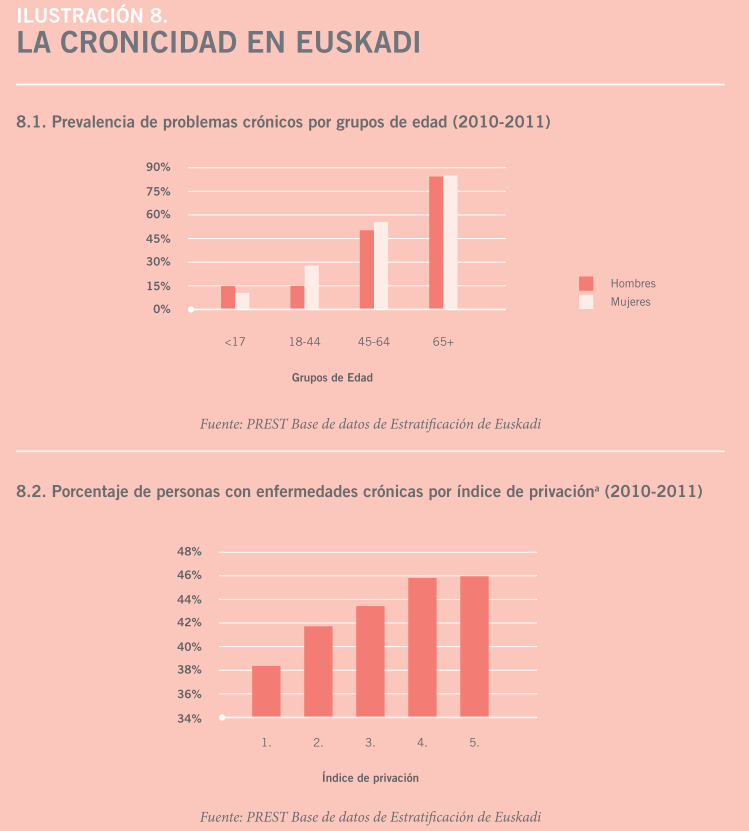 ILUSTRACIÓN 8.
LA CRONICIDAD EN EUSKADI
8.1. Prevalencia de problemas crónicos por grupos de edad (2010-2011)
90%
75%
60%
45%
30%
15%
0%
<17 18-44 45-64 65+
Grupos de Edad
Hombres
Mujeres
Fuente: PREST Base de datos de Estratificación de Euskadi
8.2. Porcentaje de personas con enfermedades crónicas por índice de privaciónª (2010-2011)
48%
46%
44%
42%
40%
38%
36%
34%
1. 2. 3. 4. 5.
Índice de privación
Fuente: PREST Base de datos de Estratificación de Euskadi